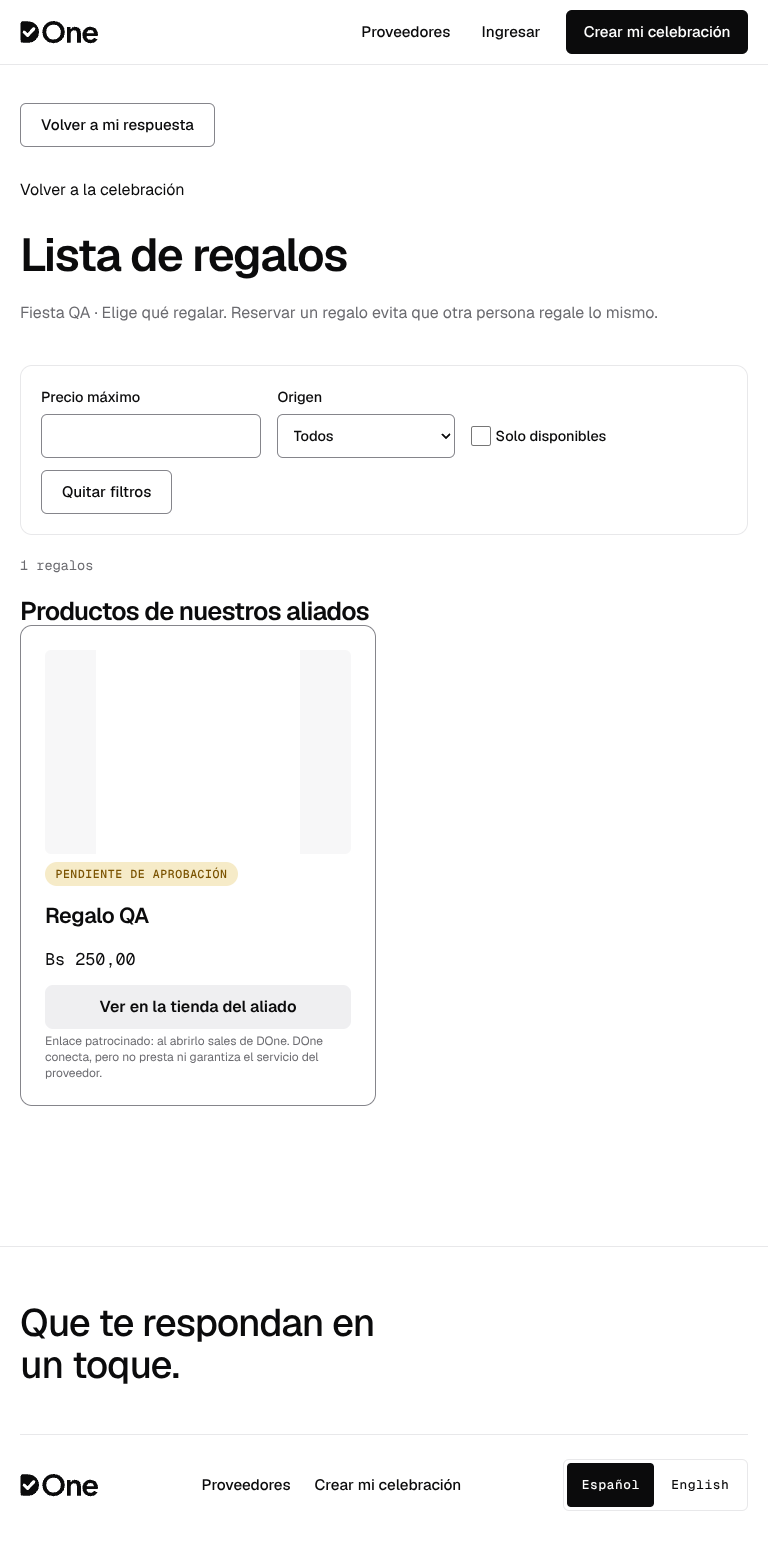 DOne
Proveedores
Ingresar
Crear mi celebración
Volver a mi respuesta
Volver a la celebración
Lista de regalos
Fiesta QA · Elige qué regalar. Reservar un regalo evita que otra persona regale lo mismo.
Precio máximo
Origen
Todos
Solo disponibles
Quitar filtros
1 regalos
Productos de nuestros aliados
PENDIENTE DE APROBACIÓN
Regalo QA
Bs 250,00
Ver en la tienda del aliado
Enlace patrocinado: al abrirlo sales de DOne. DOne
conecta, pero no presta ni garantiza el servicio del
proveedor.
Que te respondan en
un toque.
DOne
Proveedores
Crear mi celebración
Español
English